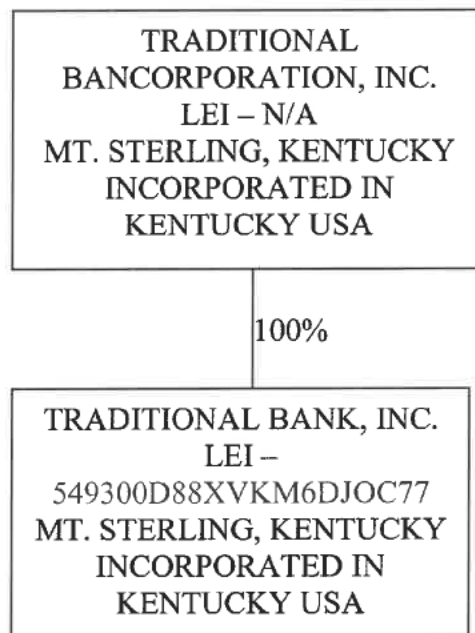 TRADITIONAL
BANCORPORATION, INC.
LEI – N/A
MT. STERLING, KENTUCKY
INCORPORATED IN
KENTUCKY USA
100%
TRADITIONAL BANK, INC.
LEI –
549300D88XVKM6DJOC77
MT. STERLING, KENTUCKY
INCORPORATED IN
KENTUCKY USA